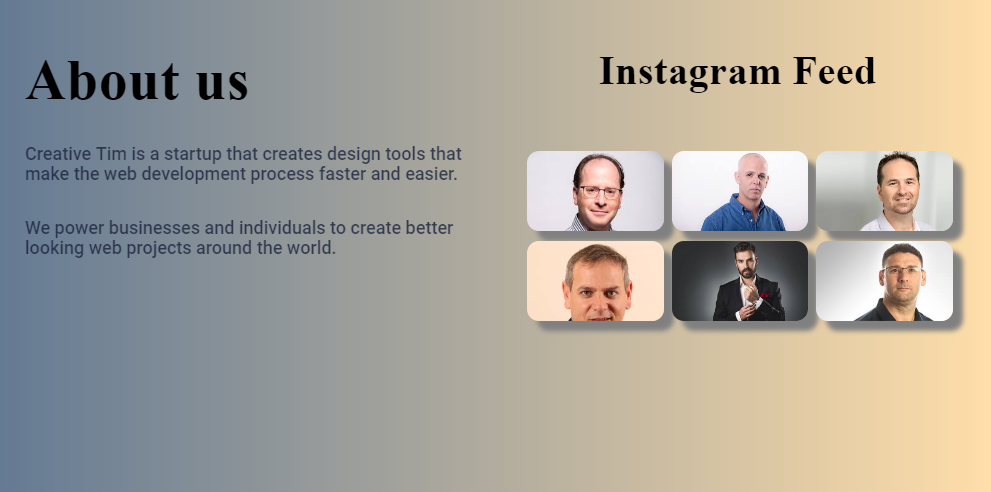 About us
Creative Tim is a startup that creates design tools that
make the web development process faster and easier.
We power businesses and individuals to create better
looking web projects around the world.
Instagram Feed